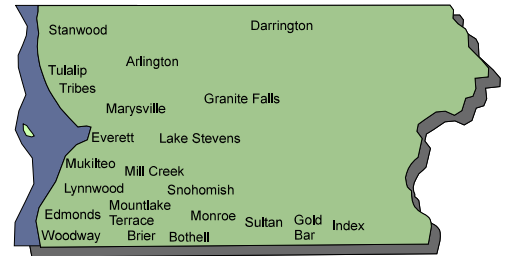 Darrington
Stanwood
Arlington
Tulalip
Tribes
Granite Falls
Marysville
Everett
Lake Stevens
Mukilteo
Mill Creek
Lynnwood
Snohomish
Mountlake
Terrace
Edmonds
Monroe
Sultan
Gold
Bar
Index
Woodway
Brier
Bothell